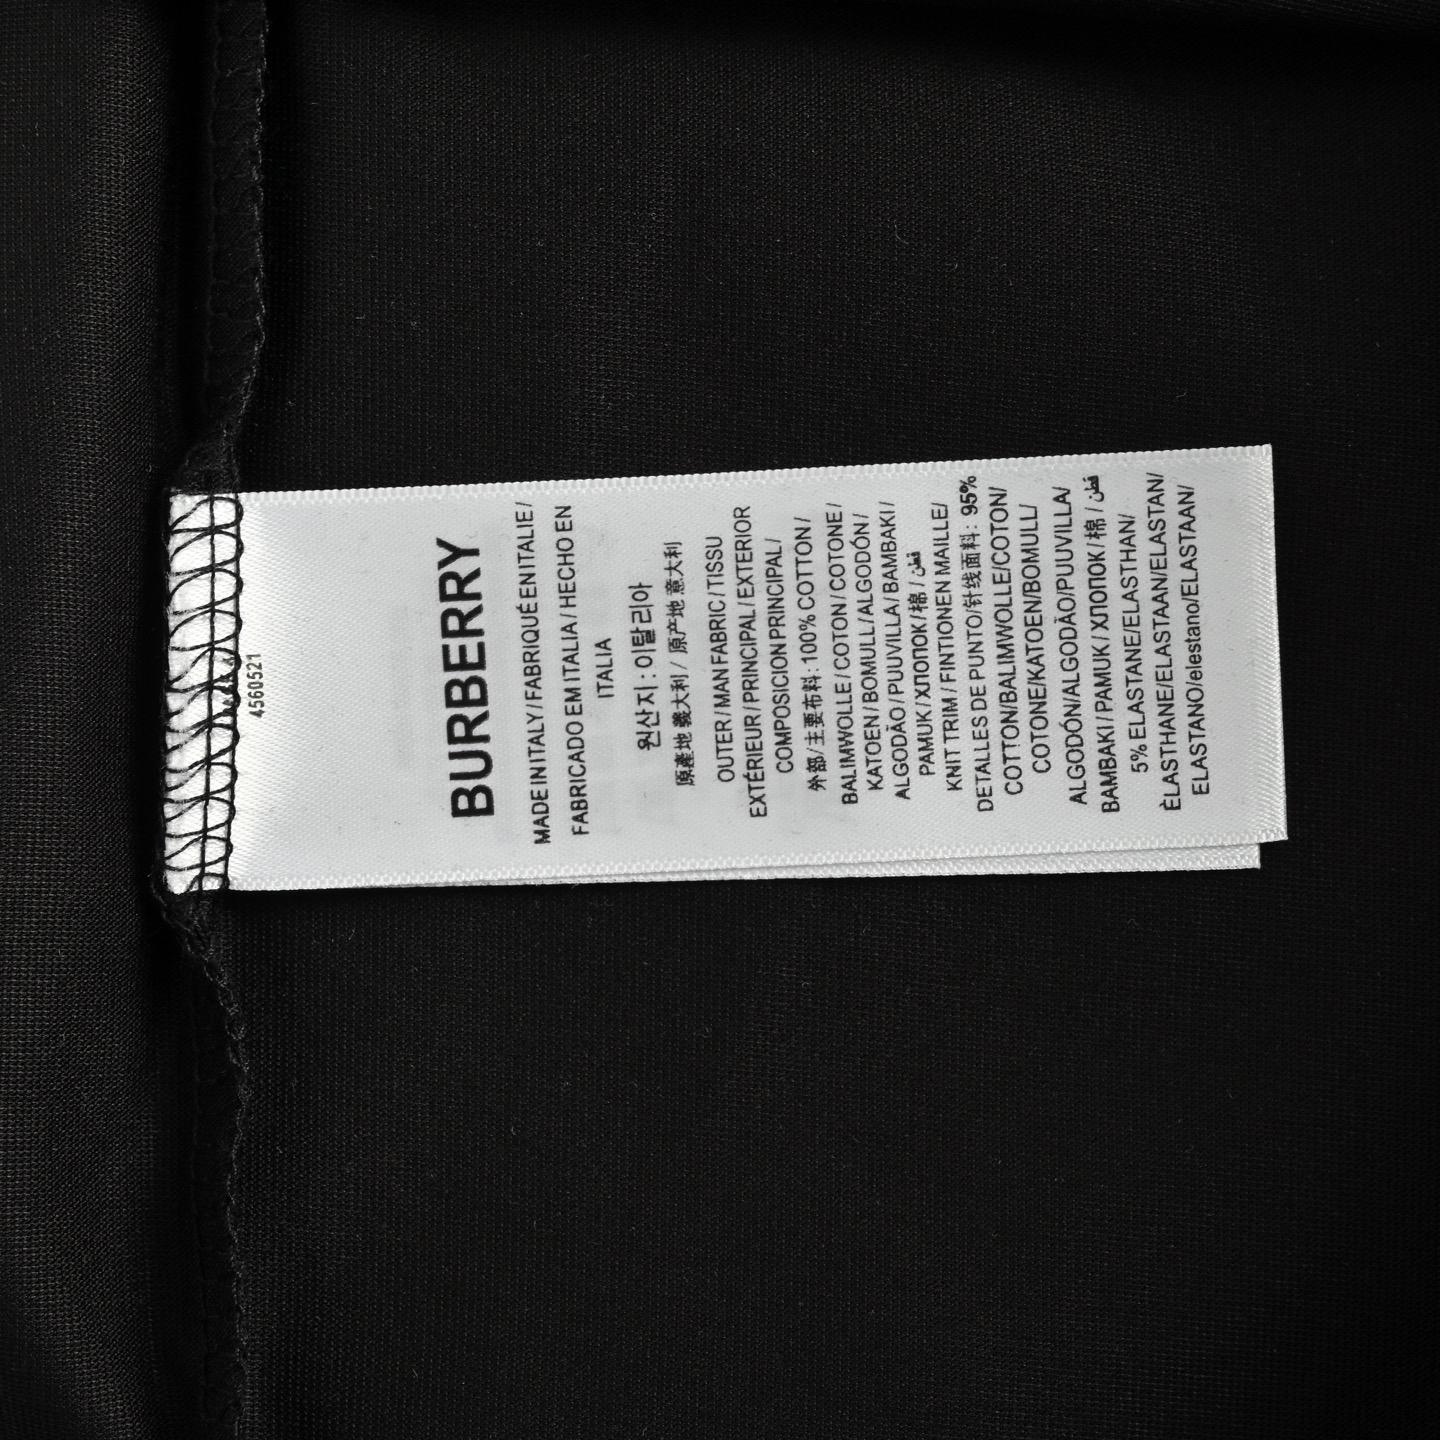 4560521
BURBERRY
MADE IN ITALY / FABRIQUÉ EN ITALIE /
FABRICADO EM ITALIA / HECHO EN
ITALIA
원산지 : 이탈리아
原產地 義大利 / 原产地 意大利
OUTER / MAN FABRIC / TISSU
EXTÉRIEUR / PRINCIPAL / EXTERIOR
COMPOSICION PRINCIPAL /
外部/主要布料: 100% COTTON /
BALIMWOLLE / COTON / COTONE /
KATOEN / BOMULL / ALGODÓN /
ALGODÃO / PUUVILLA / BAMBAKI /
PAMUK / ХЛОПОК / 棉 / قطن
KNIT TRIM / FINTIONEN MAILLE/
DETALLES DE PUNTO/针线面料: 95%
COTTON/BALIMWOLLE/COTON/
COTONE/KATOEN/BOMULL/
ALGODÓN/ALGODÀO/PUUVILLA/
BAMBAKI / PAMUK / ХЛОПОК / 棉 / قطن
5% ELASTANE/ELASTHAN/
ÈLASTHANE/ELASTAAN/ELASTAN/
ELASTANO/elestano/ELASTAAN/